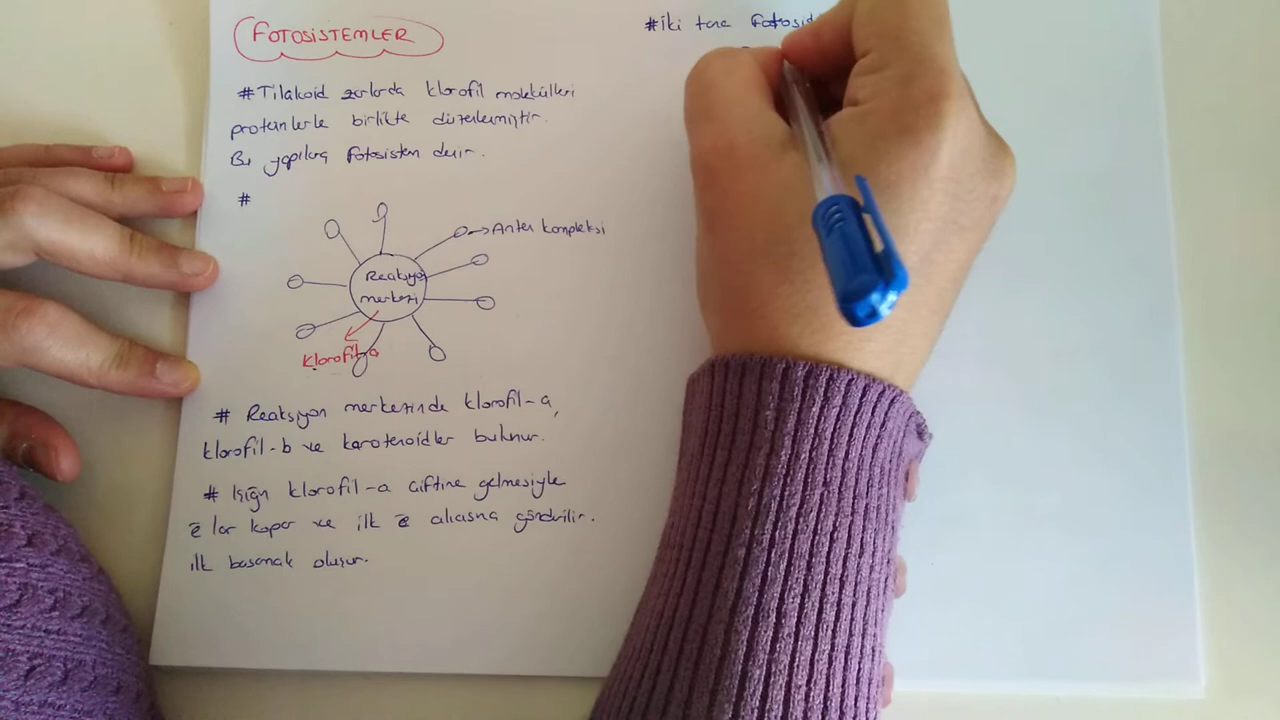 FOTOSİSTEMLER
#Tilakoid zarlarda klorofil molekülleri
proteinlerle birlikte düzenlenmiştir.
Bu yapılara fotosistem denir.
#
Reaksiyon
merkezi
→Anten kompleksi
Klorofil-a
# Reaksiyon merkezinde klorofil-a,
klorofil-b ve karotenoidler bulunur.
# Işığın klorofil-a çiftine gelmesiyle
ē lar kopar ve ilk ē alıcısına gönderilir.
ilk basamak oluşur.
#İki tane